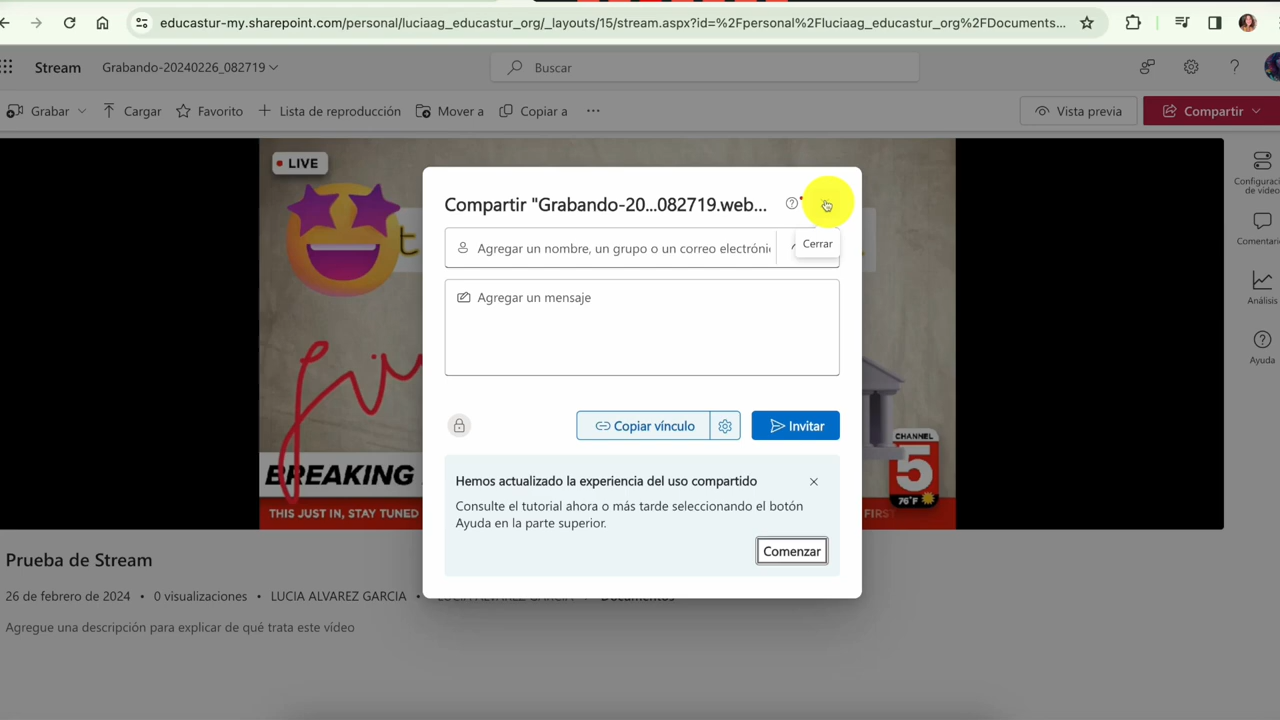 educastur-my.sharepoint.com/personal/luciaag_educastur_org/_layouts/15/stream.aspx?id=%2Fpersonal%2Fluciaag_educastur_org%2FDocuments...
Stream Grabando-20240226_082719
Buscar
Grabar Cargar Favorito Lista de reproducción Mover a Copiar a ...
Vista previa Compartir
LIVE
Configurac
de vídeo
Comentari
Análisis
Ayuda
Compartir "Grabando-20...082719.web...
Agregar un nombre, un grupo o un correo electróni
Cerrar
Agregar un mensaje
Copiar vínculo Invitar
Hemos actualizado la experiencia del uso compartido
Consulte el tutorial ahora o más tarde seleccionando el botón
Ayuda en la parte superior.
Comenzar
BREAKING
THIS JUST IN, STAY TUNED
FIRST
CHANNEL
5
76°F
Prueba de Stream
26 de febrero de 2024 • 0 visualizaciones • LUCIA ALVAREZ GARCIA •
Agregue una descripción para explicar de qué trata este vídeo